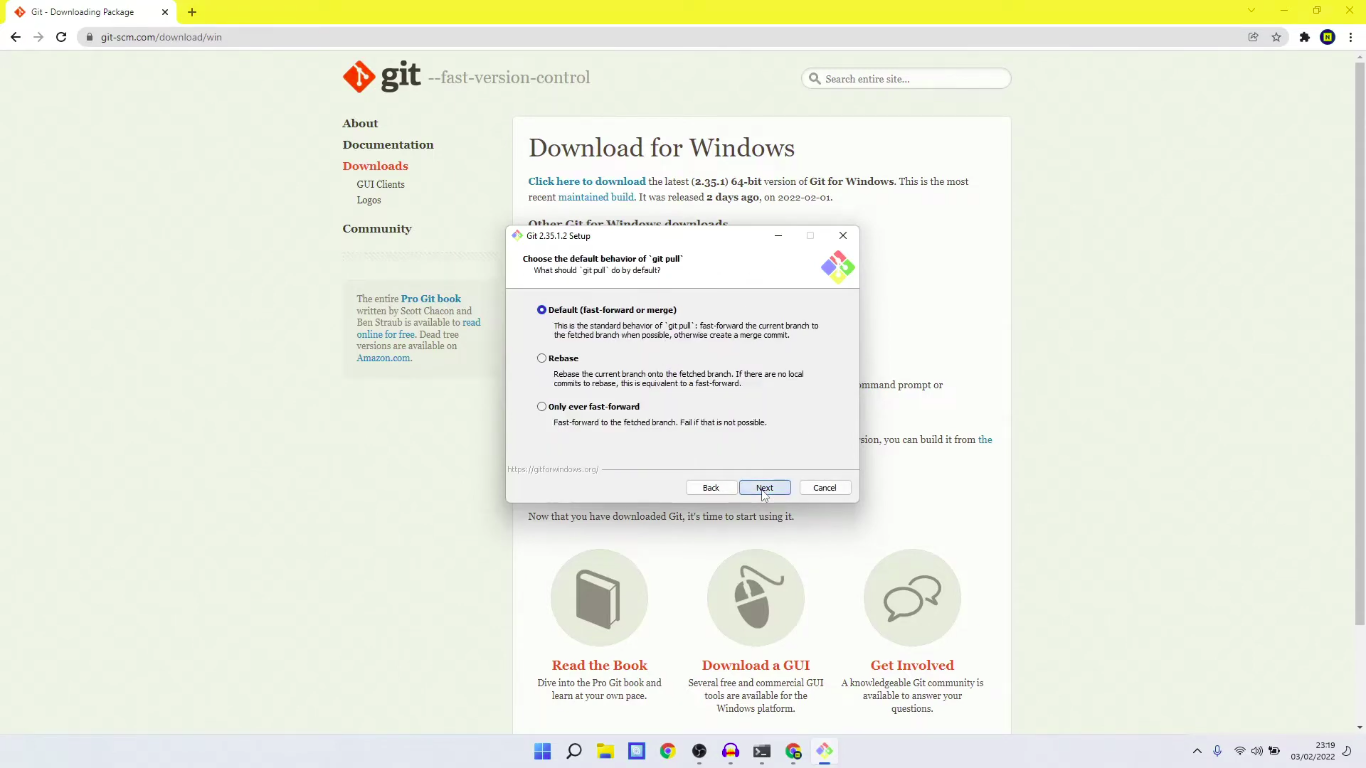 Git - Downloading Package
git-scm.com/download/win
git --fast-version-control
Search entire site...
About
Documentation
Downloads
GUI Clients
Logos
Community
The entire Pro Git book
written by Scott Chacon and
Ben Straub is available to read
online for free. Dead tree
versions are available on
Amazon.com.
Download for Windows
Click here to download the latest (2.35.1) 64-bit version of Git for Windows. This is the most
recent maintained build. It was released 2 days ago, on 2022-02-01.
Other Git for Windows downloads
Git 2.35.1.2 Setup
Choose the default behavior of `git pull`
What should `git pull` do by default?
Default (fast-forward or merge)
This is the standard behavior of `git pull`: fast-forward the current branch to
the fetched branch when possible, otherwise create a merge commit.
Rebase
Rebase the current branch onto the fetched branch. If there are no local
commits to rebase, this is equivalent to a fast-forward.
Only ever fast-forward
Fast-forward to the fetched branch. Fail if that is not possible.
https://gitforwindows.org/
Back
Next
Cancel
command prompt or
version, you can build it from the
Now that you have downloaded Git, it's time to start using it.
Read the Book
Dive into the Pro Git book and
learn at your own pace.
Download a GUI
Several free and commercial GUI
tools are available for the
Windows platform.
Get Involved
A knowledgeable Git community is
available to answer your
questions.
23:19
03/02/2022